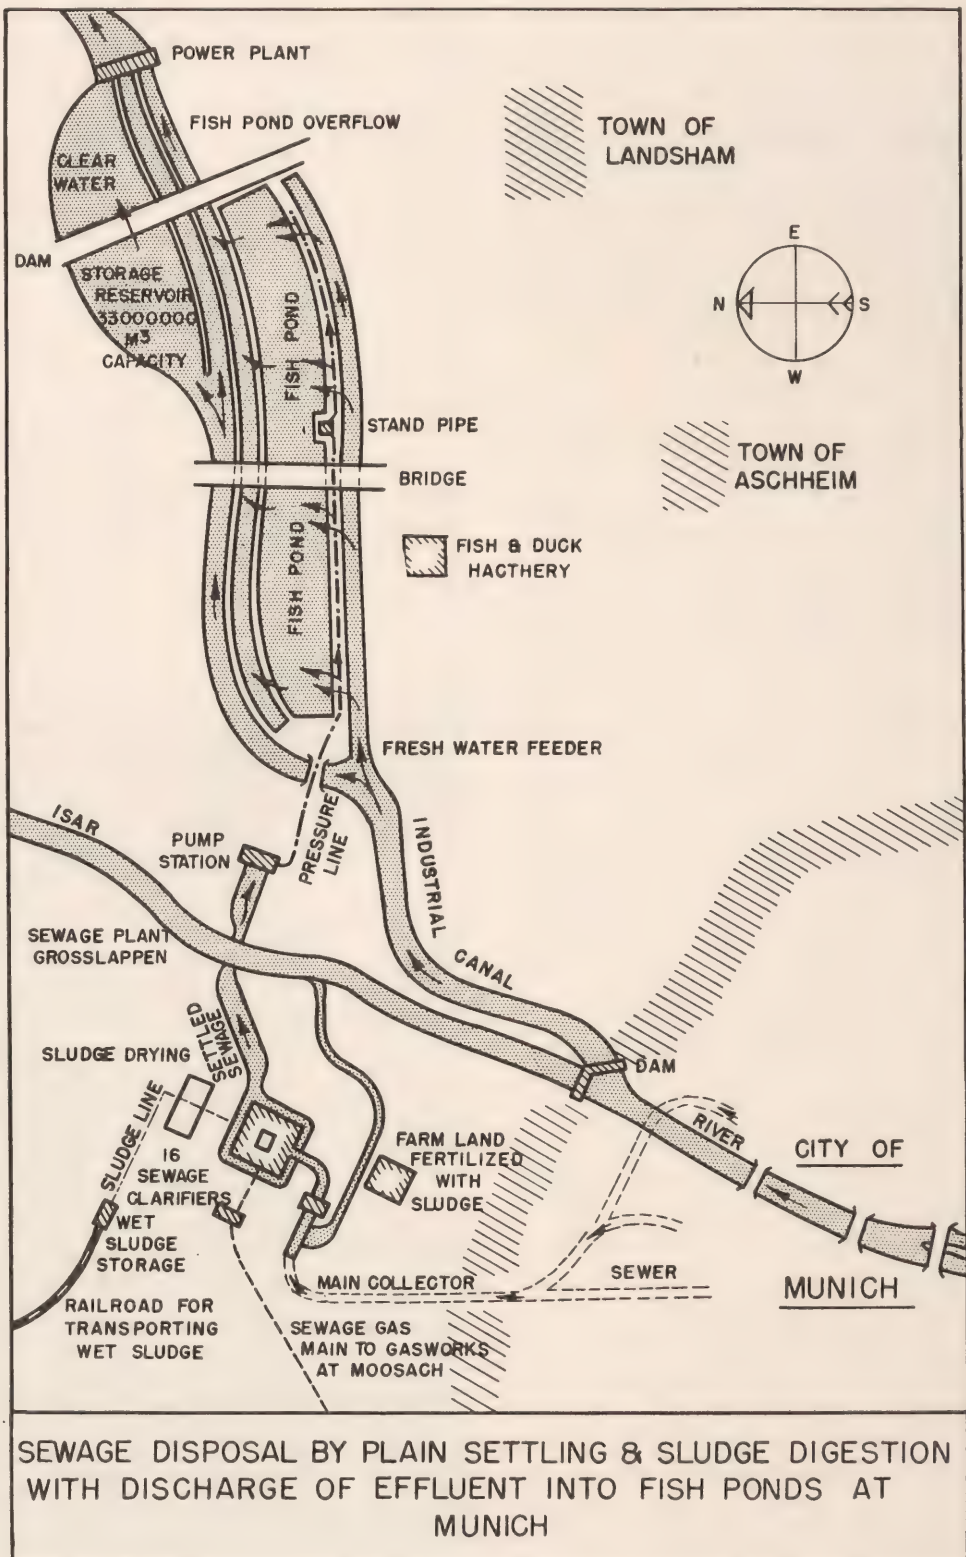 POWER PLANT
FISH POND OVERFLOW
TOWN OF
LANDSHAM
CLEAR
WATER
DAM
STORAGE
RESERVOIR
33000000
M³
CAPACITY
FISH POND
E
N
S
W
STAND PIPE
TOWN OF
ASCHHEIM
BRIDGE
FISH & DUCK
HACTHERY
FISH POND
FRESH WATER FEEDER
ISAR
PUMP
STATION
PRESSURE
LINE
INDUSTRIAL
CANAL
SEWAGE PLANT
GROSSLAPPEN
SETTLED
SEWAGE
SLUDGE DRYING
DAM
RIVER
CITY OF
MUNICH
SLUDGE LINE
16
SEWAGE
CLARIFIERS
WET
SLUDGE
STORAGE
FARM LAND
FERTILIZED
WITH
SLUDGE
MAIN COLLECTOR
SEWER
RAILROAD FOR
TRANSPORTING
WET SLUDGE
SEWAGE GAS
MAIN TO GASWORKS
AT MOOSACH
SEWAGE DISPOSAL BY PLAIN SETTLING & SLUDGE DIGESTION
WITH DISCHARGE OF EFFLUENT INTO FISH PONDS AT
MUNICH